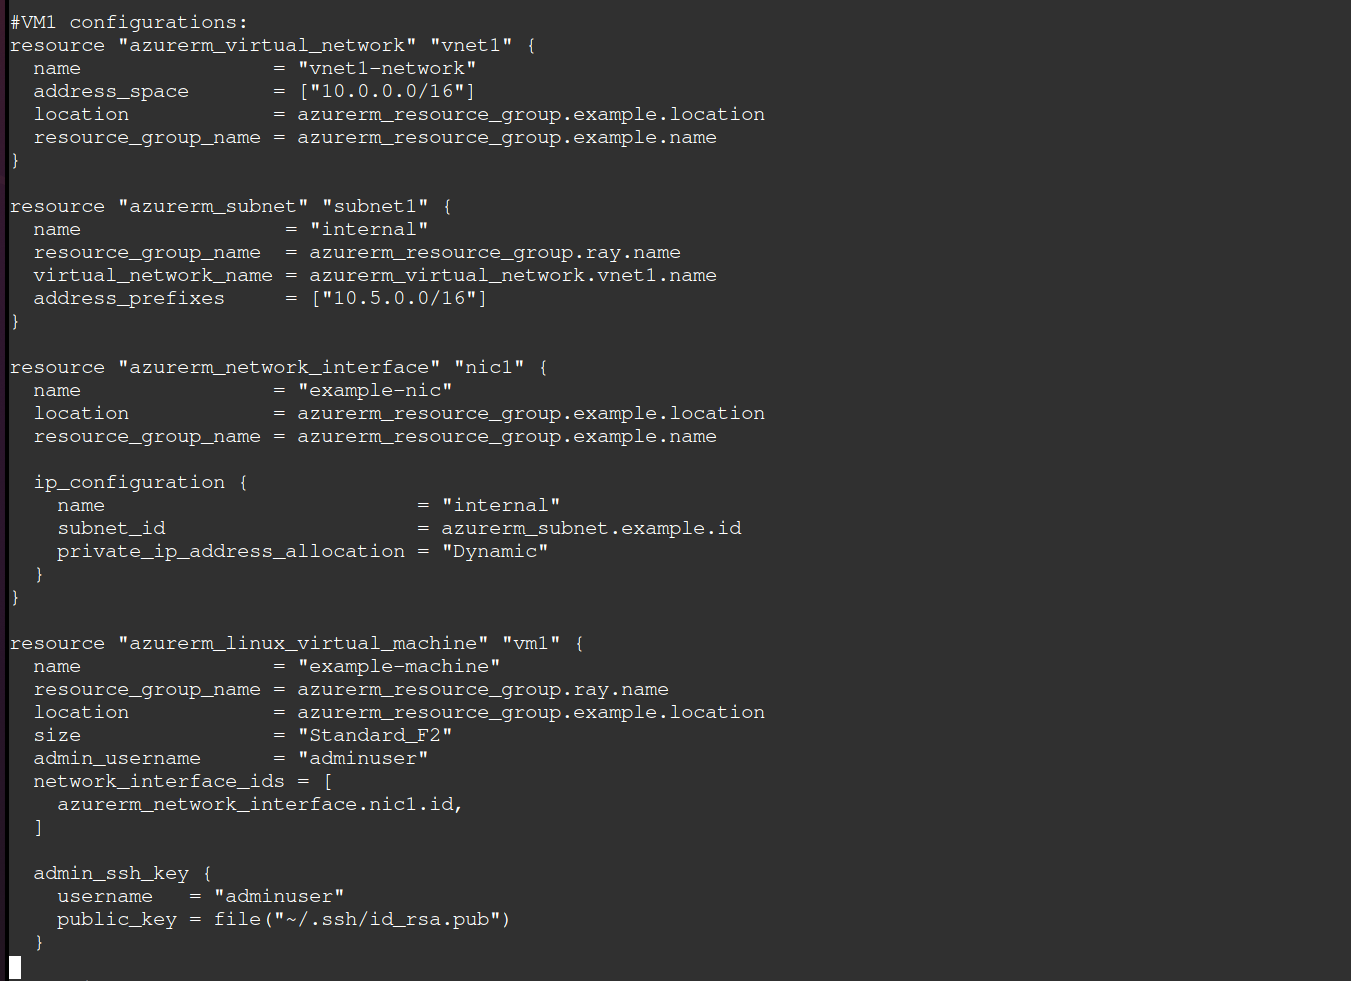 #VM1 configurations:
resource "azurerm_virtual_network" "vnet1" {
  name                = "vnet1-network"
  address_space       = ["10.0.0.0/16"]
  location            = azurerm_resource_group.example.location
  resource_group_name = azurerm_resource_group.example.name
}

resource "azurerm_subnet" "subnet1" {
  name                 = "internal"
  resource_group_name  = azurerm_resource_group.ray.name
  virtual_network_name = azurerm_virtual_network.vnet1.name
  address_prefixes     = ["10.5.0.0/16"]
}

resource "azurerm_network_interface" "nic1" {
  name                = "example-nic"
  location            = azurerm_resource_group.example.location
  resource_group_name = azurerm_resource_group.example.name

  ip_configuration {
    name                          = "internal"
    subnet_id                     = azurerm_subnet.example.id
    private_ip_address_allocation = "Dynamic"
  }
}

resource "azurerm_linux_virtual_machine" "vm1" {
  name                = "example-machine"
  resource_group_name = azurerm_resource_group.ray.name
  location            = azurerm_resource_group.example.location
  size                = "Standard_F2"
  admin_username      = "adminuser"
  network_interface_ids = [
    azurerm_network_interface.nic1.id,
  ]

  admin_ssh_key {
    username   = "adminuser"
    public_key = file("~/.ssh/id_rsa.pub")
  }